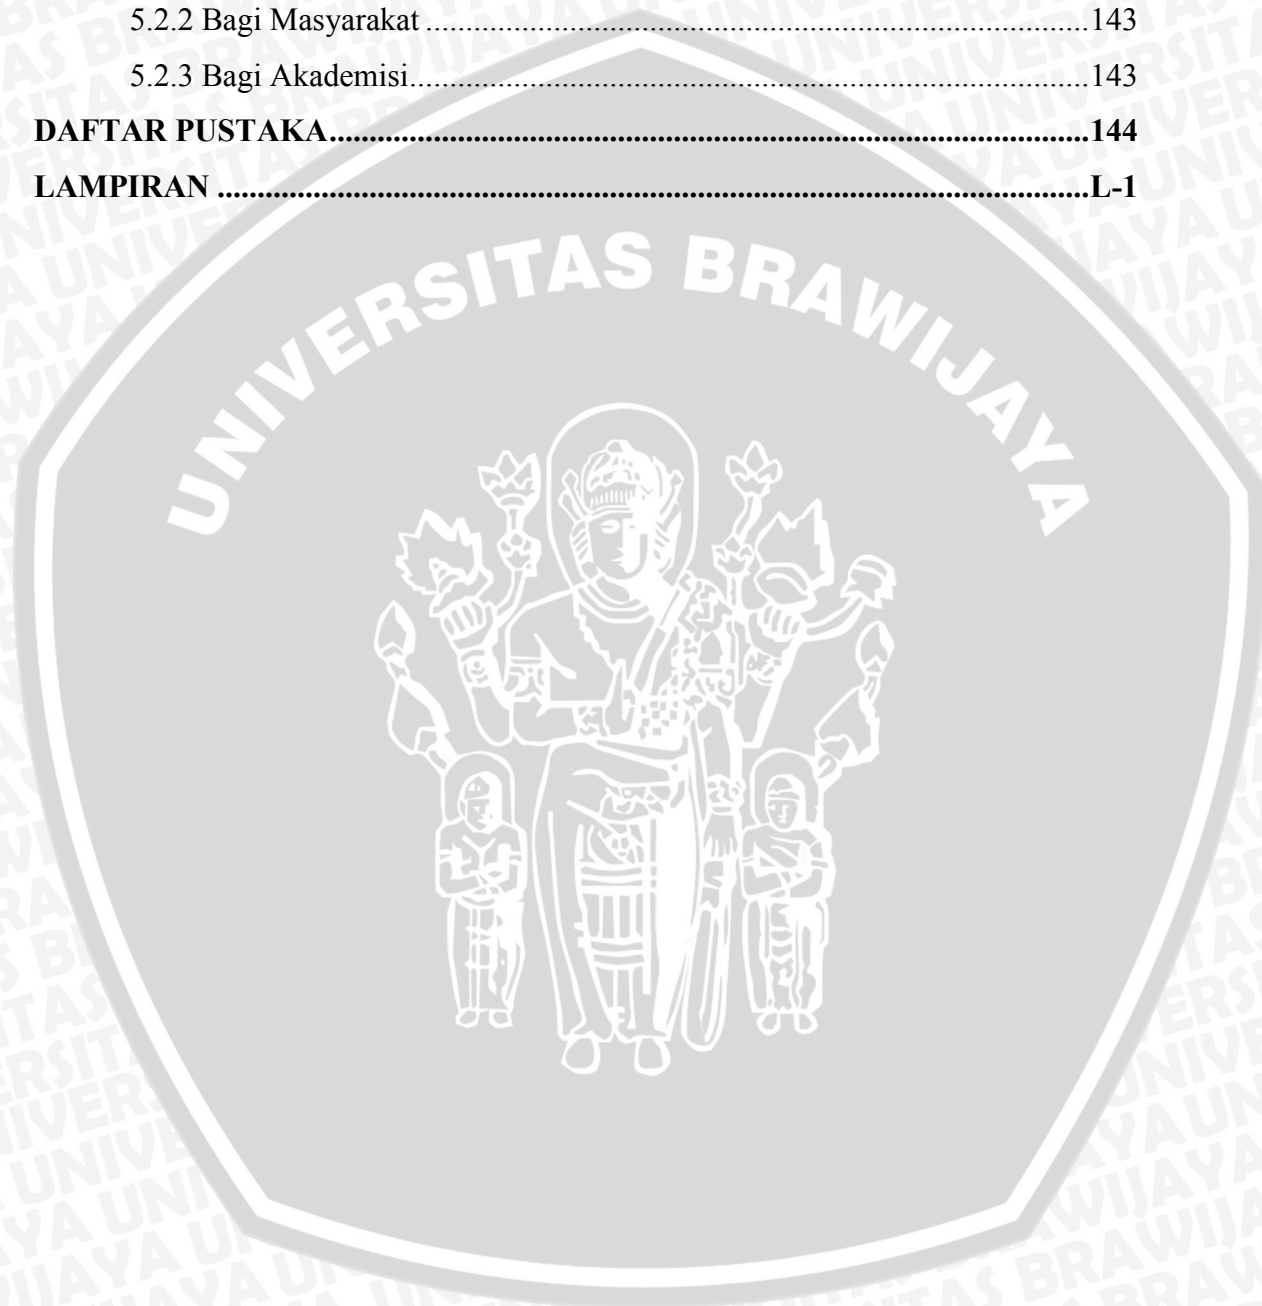 5.2.2 Bagi Masyarakat ....................................................................................143
5.2.3 Bagi Akademisi......................................................................................143
DAFTAR PUSTAKA...............................................................................................144
LAMPIRAN .............................................................................................................L-1
UNIVERSITAS BRAWIJAYA